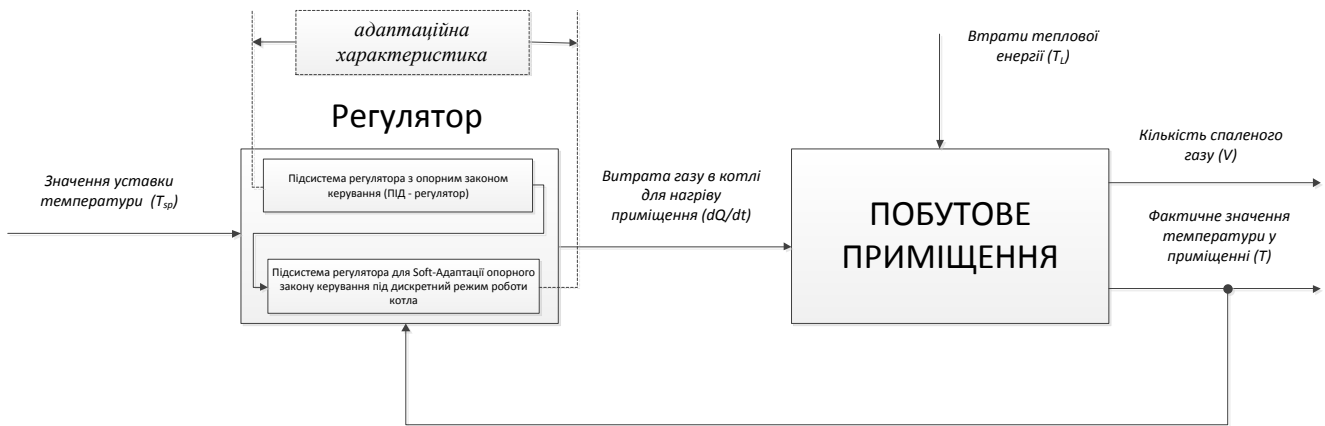 адаптаційна
характеристика
Регулятор
Підсистема регулятора з опорним законом
керування (ПІД - регулятор)
Підсистема регулятора для Soft-Адаптації опорного
закону керування під дискретний режим роботи
котла
Значення уставки
температури (Tsp)
Витрата газу в котлі
для нагріву
приміщення (dQ/dt)
Втрати теплової
енергії (TL)
ПОБУТОВЕ
ПРИМІЩЕННЯ
Кількість спаленого
газу (V)
Фактичне значення
температури у
приміщенні (T)